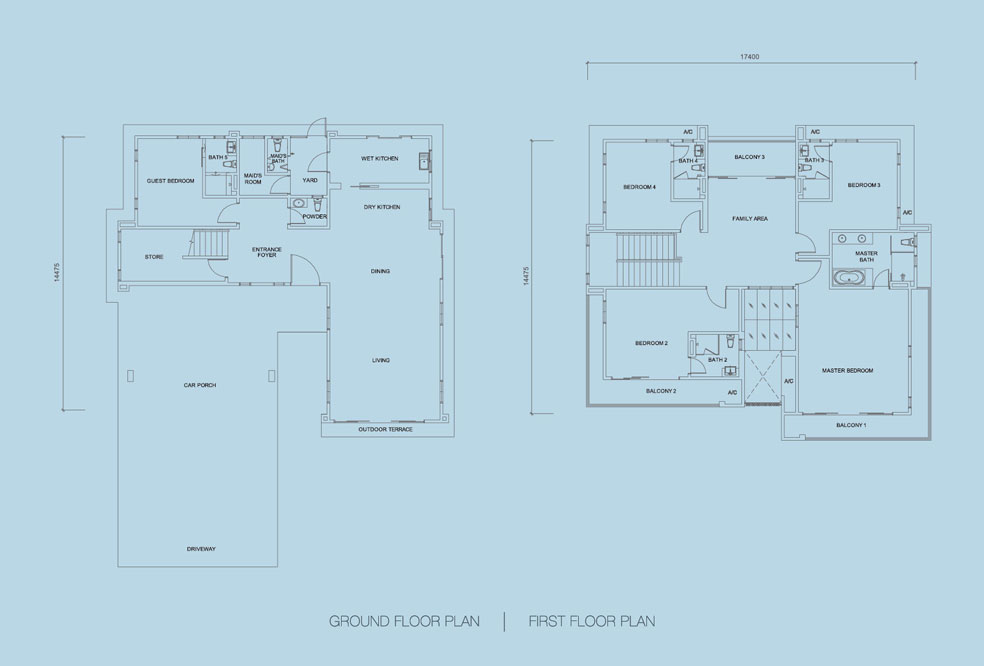 14475
GUEST BEDROOM
BATH 5
MAID'S
ROOM
MAID'S
BATH
YARD
WET KITCHEN
DRY KITCHEN
POWDER
STORE
ENTRANCE
FOYER
DINING
LIVING
CAR PORCH
OUTDOOR TERRACE
DRIVEWAY
17400
14475
A/C
BATH 4
BALCONY 3
A/C
BATH 3
BEDROOM 4
BEDROOM 3
FAMILY AREA
A/C
MASTER
BATH
BEDROOM 2
BATH 2
MASTER BEDROOM
BALCONY 2
A/C
A/C
BALCONY 1
GROUND FLOOR PLAN | FIRST FLOOR PLAN